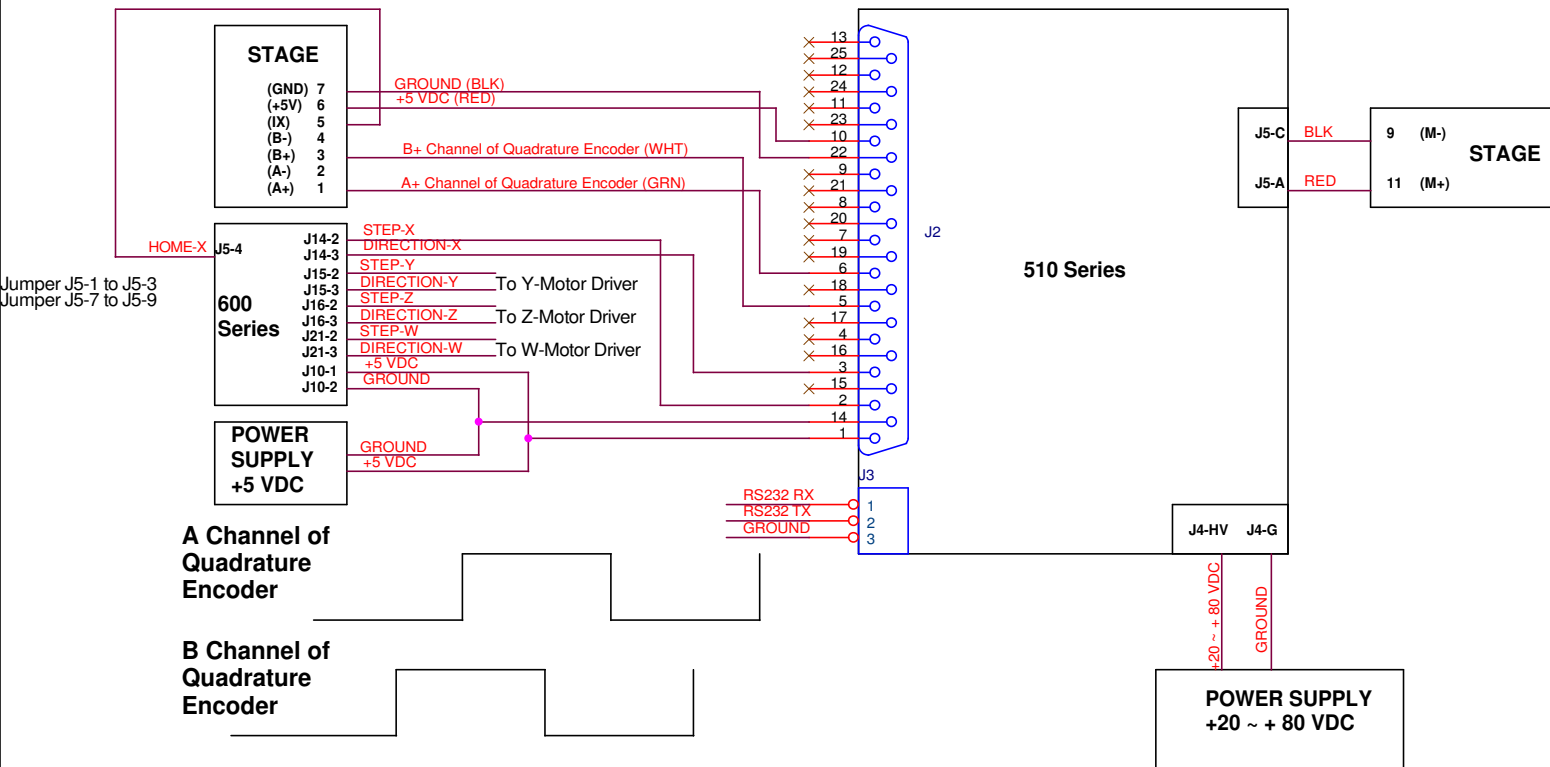 STAGE
(GND) 7
(+5V) 6
(IX) 5
(B-) 4
(B+) 3
(A-) 2
(A+) 1
GROUND (BLK)
+5 VDC (RED)
B+ Channel of Quadrature Encoder (WHT)
A+ Channel of Quadrature Encoder (GRN)
HOME-X
J5-4
Jumper J5-1 to J5-3
Jumper J5-7 to J5-9
600
Series
J14-2 STEP-X
J14-3 DIRECTION-X
J15-2 STEP-Y
J15-3 DIRECTION-Y
To Y-Motor Driver
J16-2 STEP-Z
J16-3 DIRECTION-Z
To Z-Motor Driver
J21-2 STEP-W
J21-3 DIRECTION-W
To W-Motor Driver
J10-1 +5 VDC
J10-2 GROUND
POWER
SUPPLY
+5 VDC
GROUND
+5 VDC
13
25
12
24
11
23
10
22
9
21
8
20
7
19
6
18
5
17
4
16
3
15
2
14
1
J2
510 Series
J5-C BLK 9 (M-)
STAGE
J5-A RED 11 (M+)
J3
RS232 RX 1
RS232 TX 2
GROUND 3
J4-HV J4-G
+20 ~ + 80 VDC
GROUND
POWER SUPPLY
+20 ~ + 80 VDC
A Channel of
Quadrature
Encoder
B Channel of
Quadrature
Encoder